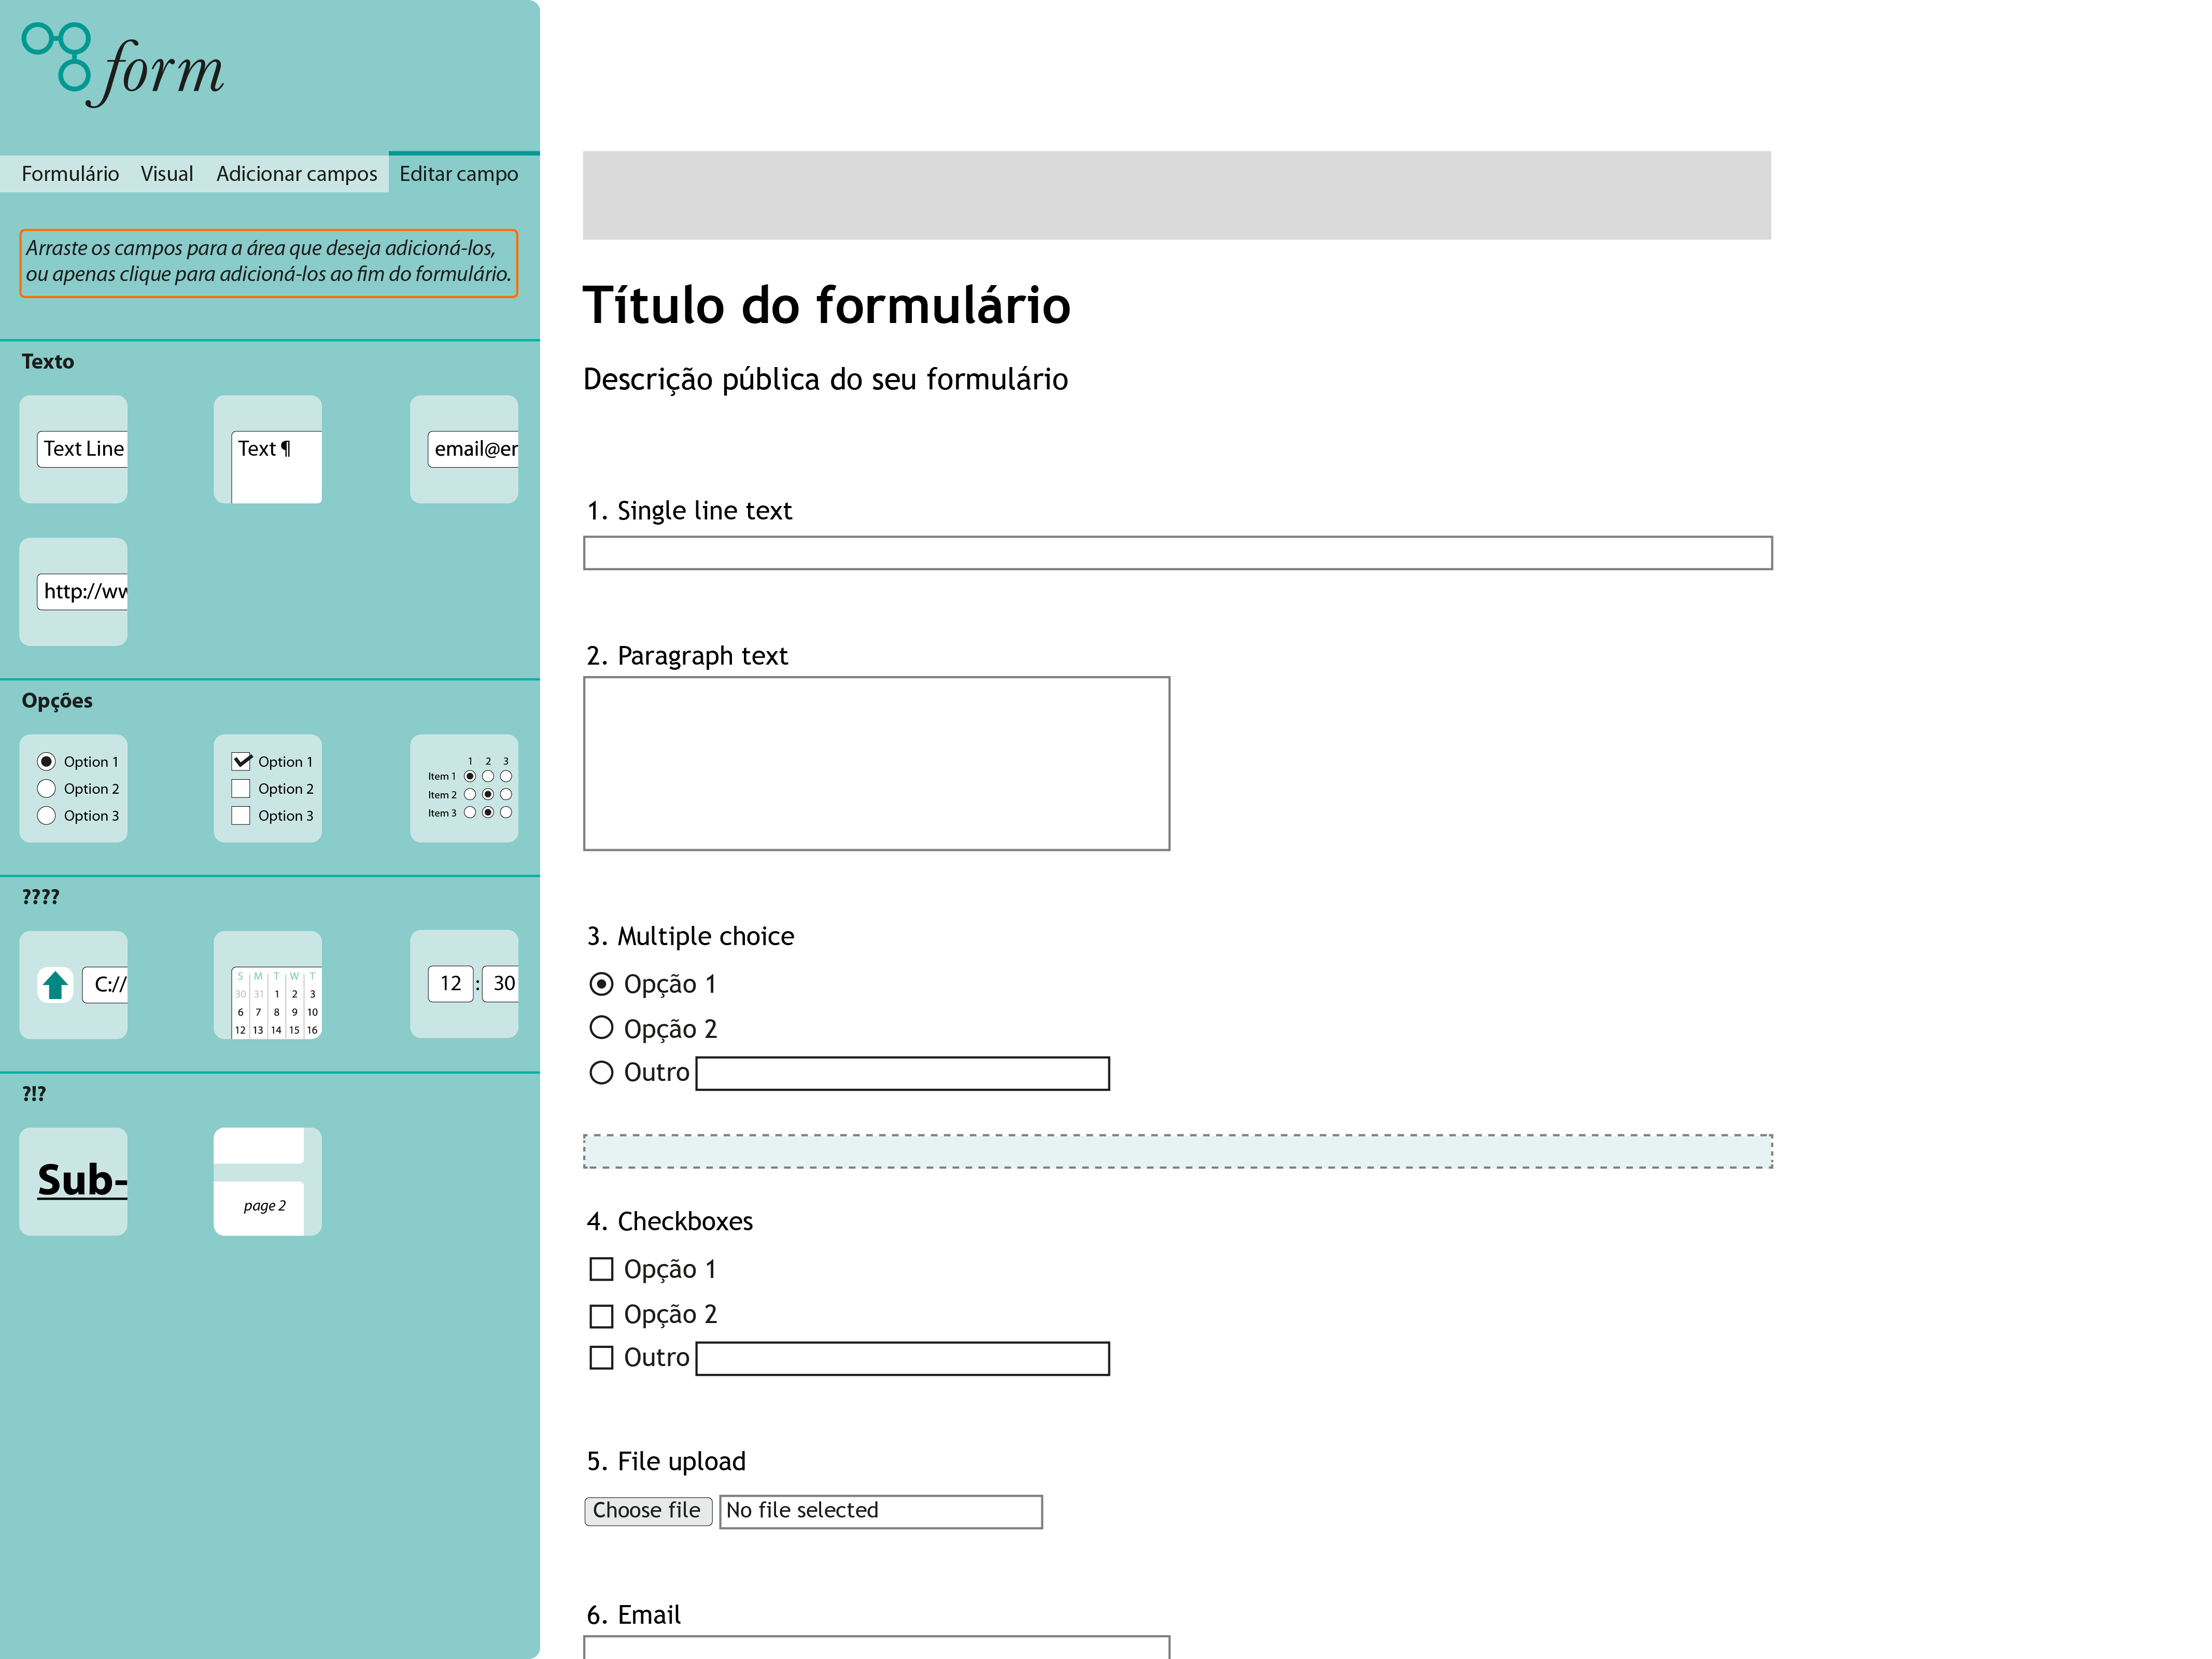 form
Formulário Visual Adicionar campos Editar campo
Arraste os campos para a área que deseja adicioná-los,
ou apenas clique para adicioná-los ao fim do formulário.
Texto
Text Line
Text ¶
email@er
http://ww
Opções
Option 1
Option 2
Option 3
Option 1
Option 2
Option 3
1 2 3
Item 1
Item 2
Item 3
????
C://
S M T W T
30 31 1 2 3
6 7 8 9 10
12 13 14 15 16
12 : 30
?!?
Sub-
page 2
Título do formulário
Descrição pública do seu formulário
1. Single line text
2. Paragraph text
3. Multiple choice
Opção 1
Opção 2
Outro
4. Checkboxes
Opção 1
Opção 2
Outro
5. File upload
Choose file No file selected
6. Email